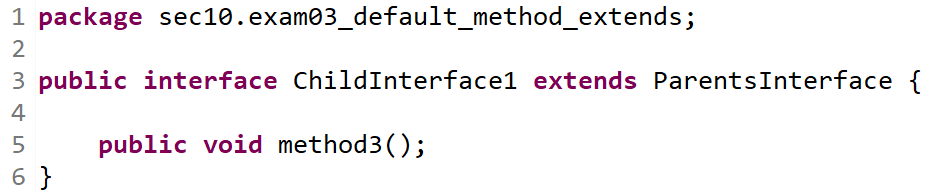 1 package sec10.exam03_default_method_extends;
2
3 public interface ChildInterface1 extends ParentsInterface {
4
5     public void method3();
6 }